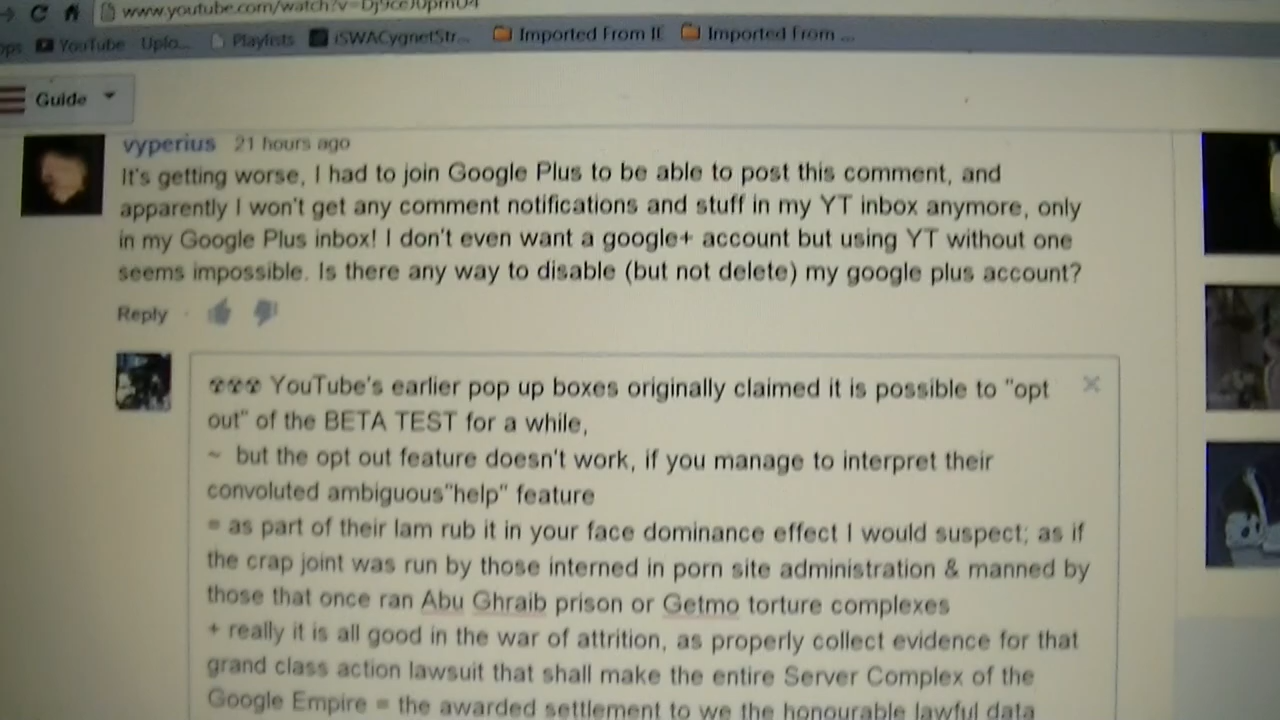 www.youtube.com/watch?v=
YouTube Uplo... Playlists iSWACygnetStr... Imported From IE Imported From ...
Guide
vyperius 21 hours ago
It's getting worse, I had to join Google Plus to be able to post this comment, and
apparently I won't get any comment notifications and stuff in my YT inbox anymore, only
in my Google Plus inbox! I don't even want a google+ account but using YT without one
seems impossible. Is there any way to disable (but not delete) my google plus account?
Reply
☢☢☢ YouTube's earlier pop up boxes originally claimed it is possible to "opt
out" of the BETA TEST for a while,
~ but the opt out feature doesn't work, if you manage to interpret their
convoluted ambiguous"help" feature
= as part of their Iam rub it in your face dominance effect I would suspect; as if
the crap joint was run by those interned in porn site administration & manned by
those that once ran Abu Ghraib prison or Getmo torture complexes
+ really it is all good in the war of attrition, as properly collect evidence for that
grand class action lawsuit that shall make the entire Server Complex of the
Google Empire = the awarded settlement to we the honourable lawful data